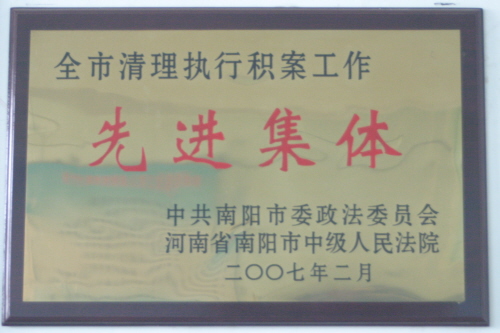 全市清理执行积案工作
先进集体
中共南阳市委政法委员会
河南省南阳市中级人民法院
二〇〇七年二月